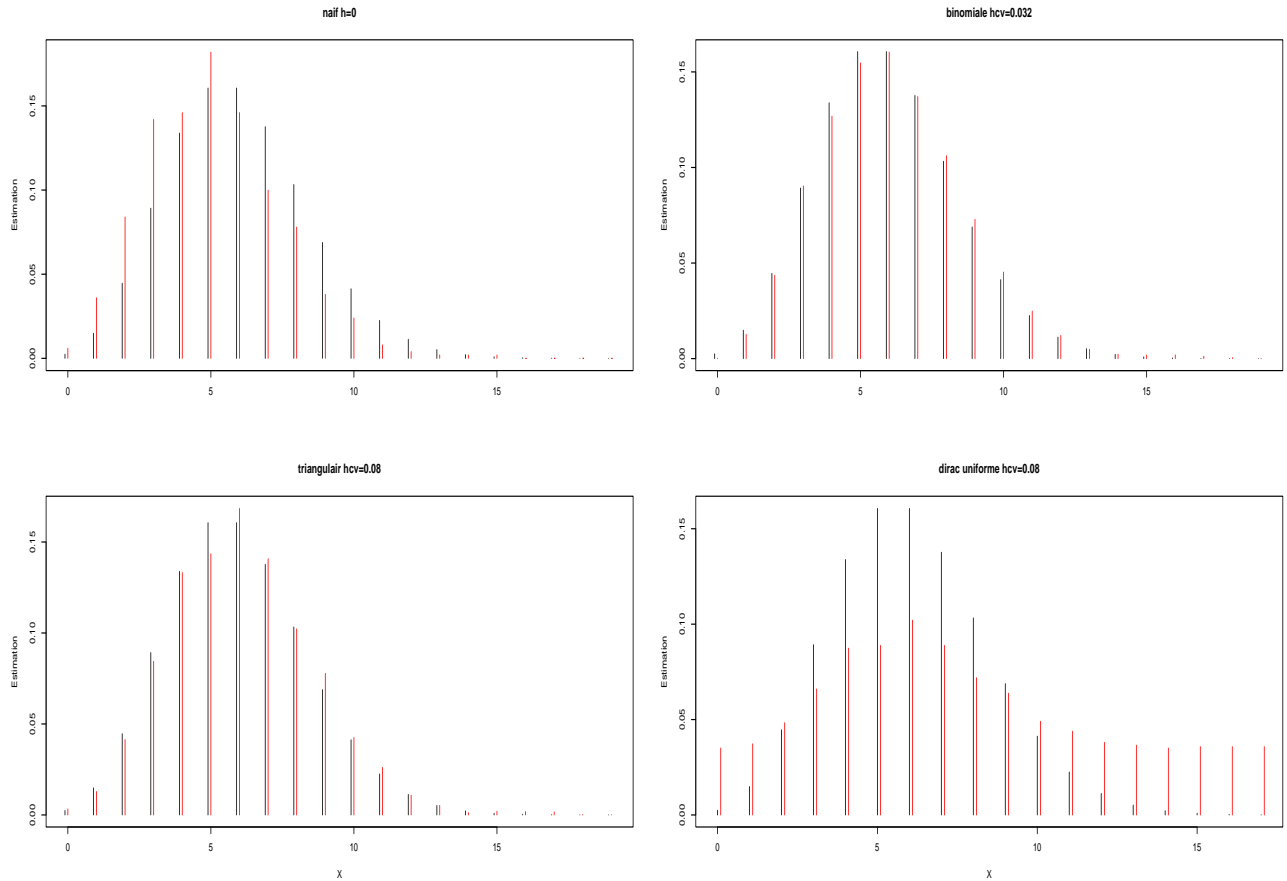 naif h=0
Estimation
0.00 0.05 0.10 0.15
0 5 10 15
binomiale hcv=0.032
Estimation
0.00 0.05 0.10 0.15
0 5 10 15
triangulair hcv=0.08
Estimation
0.00 0.05 0.10 0.15
0 5 10 15
X
dirac uniforme hcv=0.08
Estimation
0.00 0.05 0.10 0.15
0 5 10 15
X